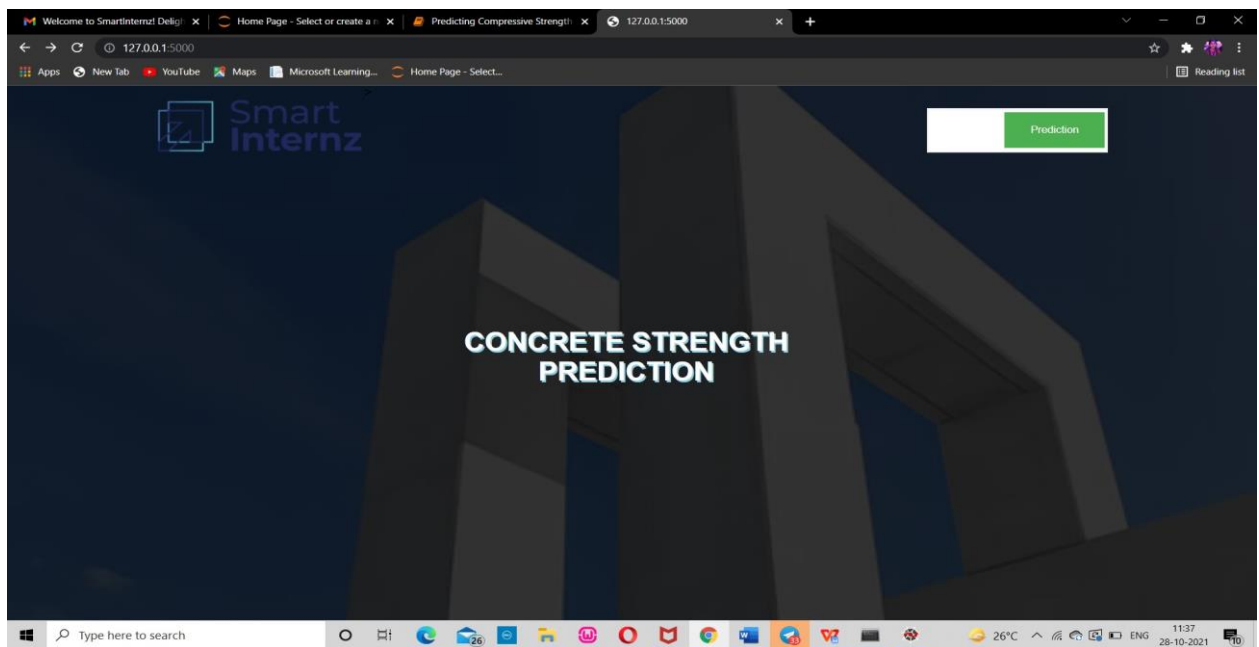 Welcome to SmartInternz! Deligh
Home Page - Select or create a n
Predicting Compressive Strength
127.0.0.1:5000
127.0.0.1:5000
Apps
New Tab
YouTube
Maps
Microsoft Learning...
Home Page - Select...
Reading list
Smart
Internz
Prediction
CONCRETE STRENGTH
PREDICTION
Type here to search
26
26°C
ENG
11:37
28-10-2021
10